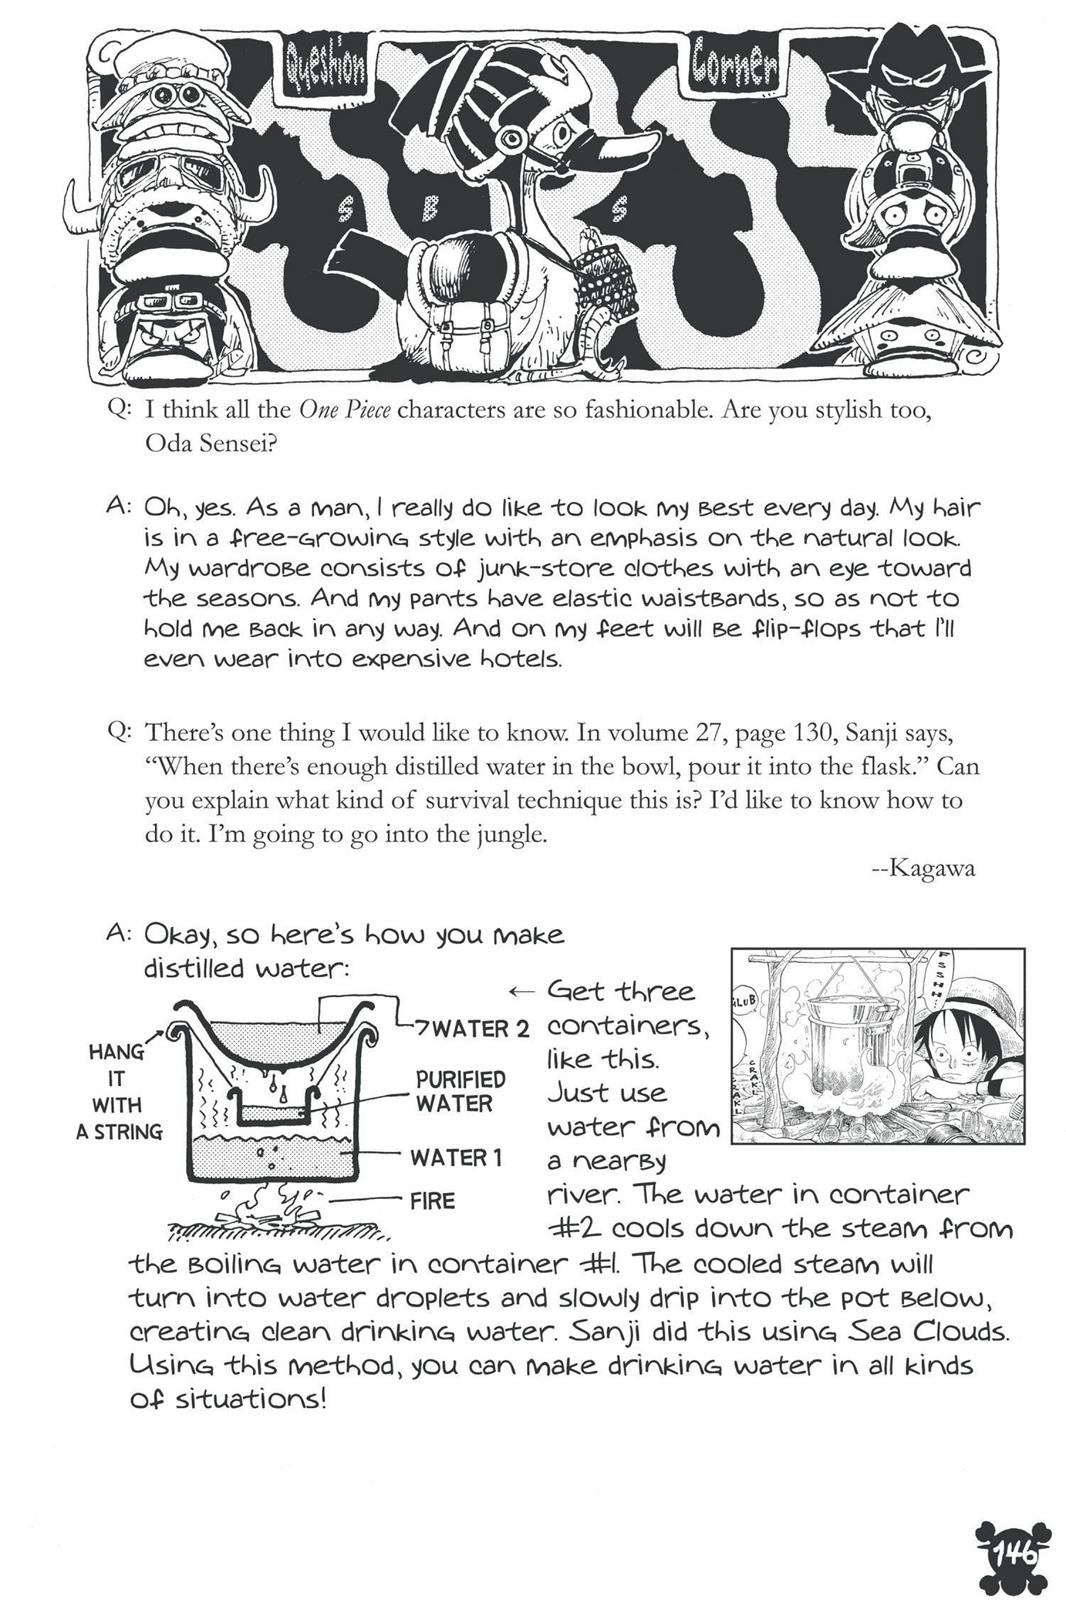 Question Corner
S B S
Q: I think all the One Piece characters are so fashionable. Are you stylish too,
Oda Sensei?
A: Oh, yes. As a man, I really do like to look my best every day. My hair
is in a free-growing style with an emphasis on the natural look.
My wardrobe consists of junk-store clothes with an eye toward
the seasons. And my pants have elastic waistbands, so as not to
hold me back in any way. And on my feet will be flip-flops that I'll
even wear into expensive hotels.
Q: There's one thing I would like to know. In volume 27, page 130, Sanji says,
“When there's enough distilled water in the bowl, pour it into the flask.” Can
you explain what kind of survival technique this is? I'd like to know how to
do it. I'm going to go into the jungle.
--Kagawa
A: Okay, so here's how you make
distilled water:
HANG
IT
WITH
A STRING
WATER 2
PURIFIED
WATER
WATER 1
FIRE
← Get three
containers,
like this.
Just use
water from
a nearby
river. The water in container
#2 cools down the steam from
the boiling water in container #1. The cooled steam will
turn into water droplets and slowly drip into the pot below,
creating clean drinking water. Sanji did this using Sea Clouds.
Using this method, you can make drinking water in all kinds
of situations!
GLUB
CRAKL
146